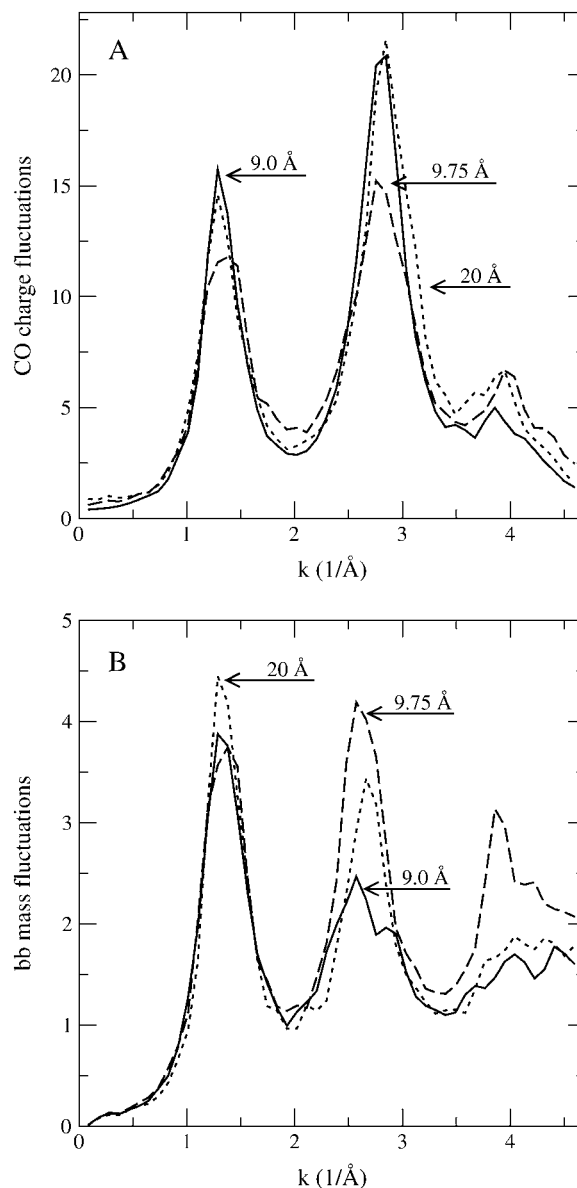 A
20
9.0 Å
9.75 Å
15
20 Å
10
CO charge fluctuations
5
0
0 1 2 3 4
k (1/Å)
5
B
20 Å
9.75 Å
4
3
9.0 Å
bb mass fluctuations
2
1
0
0 1 2 3 4
k (1/Å)